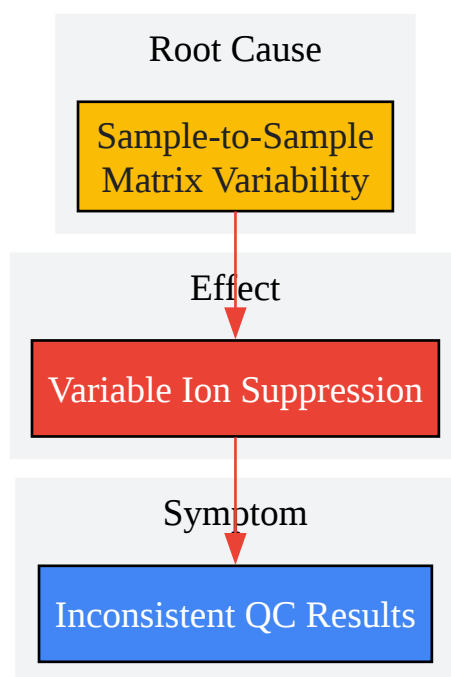 Root Cause
Sample-to-Sample
Matrix Variability
Effect
Variable Ion Suppression
Symptom
Inconsistent QC Results